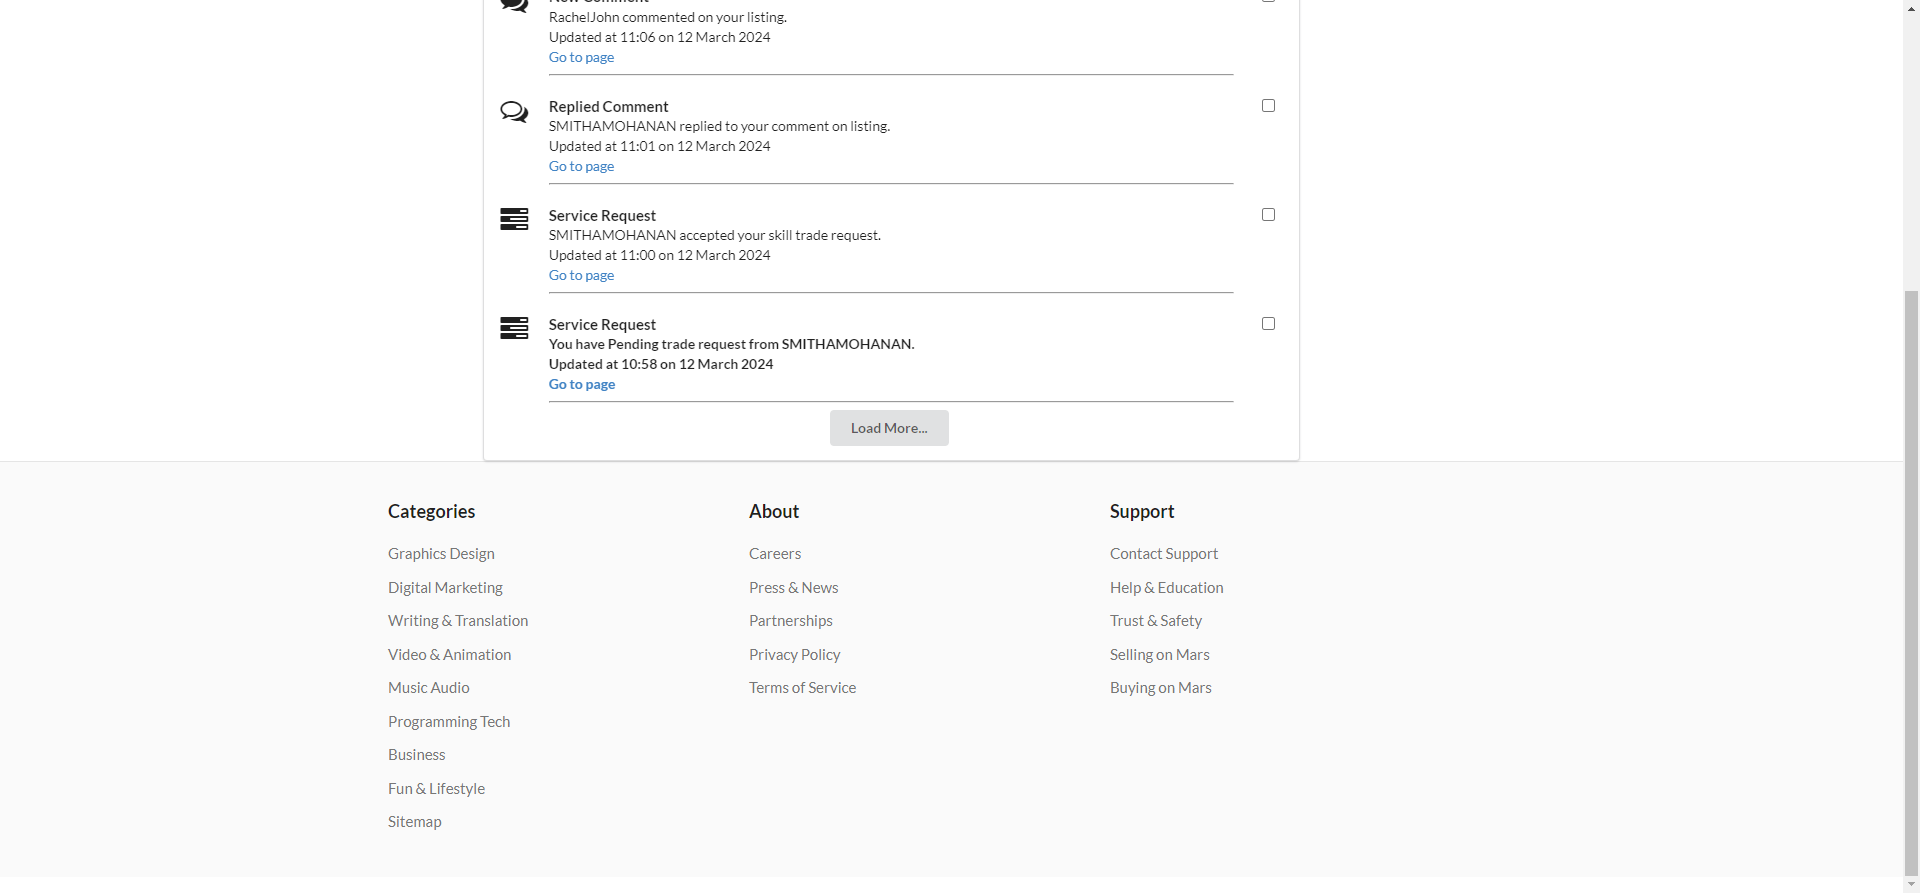 New Comment
RachelJohn commented on your listing.
Updated at 11:06 on 12 March 2024
Go to page
Replied Comment
SMITHAMOHANAN replied to your comment on listing.
Updated at 11:01 on 12 March 2024
Go to page
Service Request
SMITHAMOHANAN accepted your skill trade request.
Updated at 11:00 on 12 March 2024
Go to page
Service Request
You have Pending trade request from SMITHAMOHANAN.
Updated at 10:58 on 12 March 2024
Go to page
Load More...
Categories
Graphics Design
Digital Marketing
Writing & Translation
Video & Animation
Music Audio
Programming Tech
Business
Fun & Lifestyle
Sitemap
About
Careers
Press & News
Partnerships
Privacy Policy
Terms of Service
Support
Contact Support
Help & Education
Trust & Safety
Selling on Mars
Buying on Mars